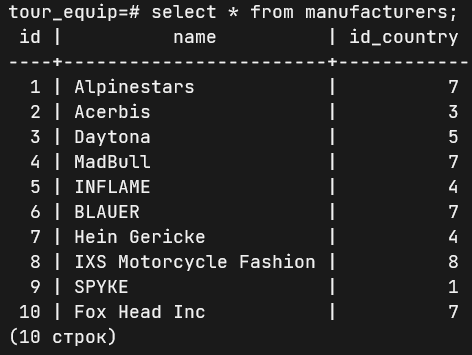 tour_equip=# select * from manufacturers;
 id |          name          | id_country
----+------------------------+------------
  1 | Alpinestars            |          7
  2 | Acerbis                |          3
  3 | Daytona                |          5
  4 | MadBull                |          7
  5 | INFLAME                |          4
  6 | BLAUER                 |          7
  7 | Hein Gericke           |          4
  8 | IXS Motorcycle Fashion |          8
  9 | SPYKE                  |          1
 10 | Fox Head Inc           |          7
(10 строк)